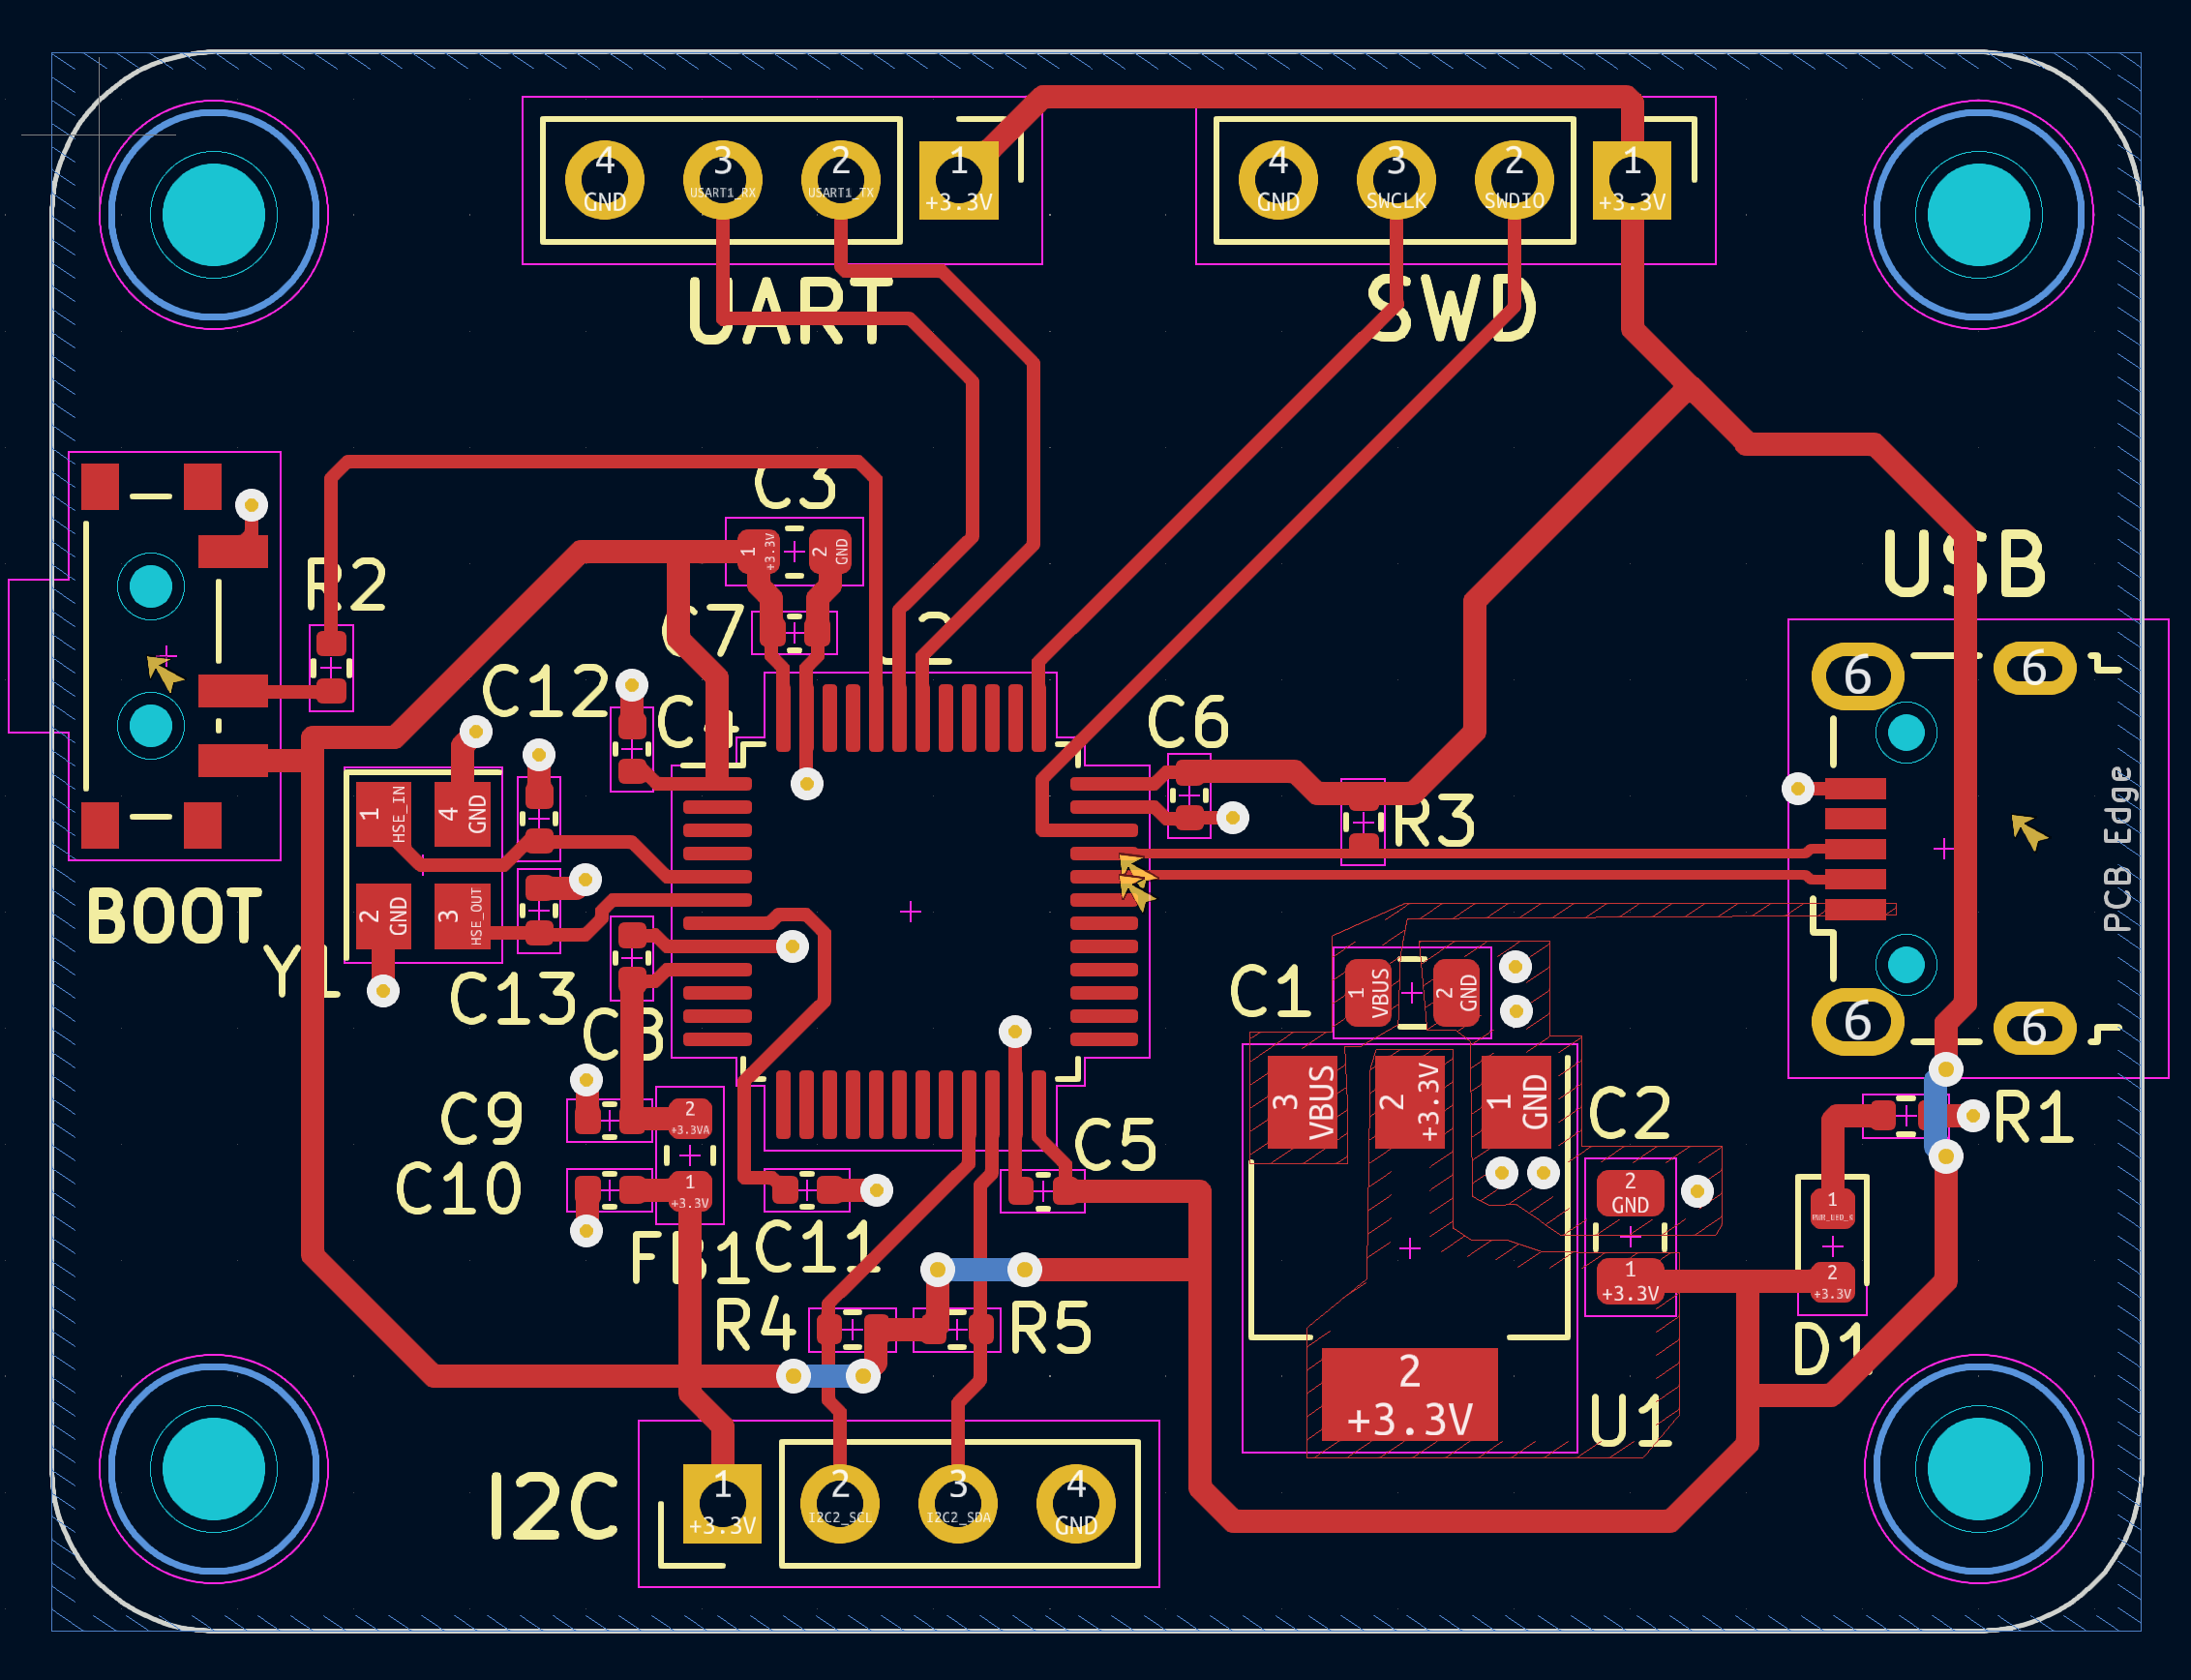 4 3 2 1
GND USART1_RX USART1_TX +3.3V
4 3 2 1
GND SWCLK SWDIO +3.3V
UART
SWD
C3
1 +3.3V
2 GND
R2
C7
USB
C12
C4
C6
6 6
R3
1 HSE_IN
4 GND
2 GND
3 HSE_OUT
PCB Edge
BOOT
Y1
C13
C8
C1
1 VBUS
2 GND
6 6
3 VBUS
2 +3.3V
1 GND
C9
2
+3.3VA
C5
C2
R1
C10
1
+3.3V
2
GND
1
FB1
C11
1
+3.3V
2
+3.3V
R4
R5
D1
2
+3.3V
U1
I2C
1 2 3 4
+3.3V I2C2_SCL I2C2_SDA GND